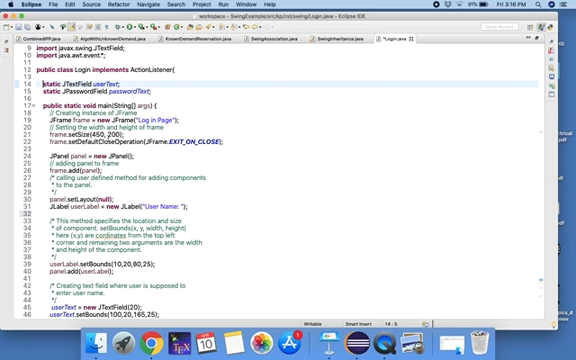 Eclipse File Edit Source Refactor Navigate Search Project Run Window Help
91% Fri 3:16 PM
workspace - SwingExample/src/kp/cat/swing/Login.java - Eclipse IDE
Quick Access
CombinedIPP.java AlgoWithUnknownDemand.java KnownDemandReservation.java SwingAssociation.java SwingInheritance.java *Login.java
9 import javax.swing.JTextField;
10 import java.awt.event.*;
11
12 public class Login implements ActionListener{
13
14 static JTextField userText;
15 static JPasswordField passwordText;
16
17 public static void main(String[] args) {
18 // Creating instance of JFrame
19 JFrame frame = new JFrame("Log in Page");
20 // Setting the width and height of frame
21 frame.setSize(450, 200);
22 frame.setDefaultCloseOperation(JFrame.EXIT_ON_CLOSE);
23
24 JPanel panel = new JPanel();
25 // adding panel to frame
26 frame.add(panel);
27 /* calling user defined method for adding components
28 * to the panel.
29 */
30 panel.setLayout(null);
31 JLabel userLabel = new JLabel("User Name: ");
32
33 /* This method specifies the location and size
34 * of component. setBounds(x, y, width, height)
35 * here (x,y) are cordinates from the top left
36 * corner and remaining two arguments are the width
37 * and height of the component.
38 */
39 userLabel.setBounds(10,20,80,25);
40 panel.add(userLabel);
41
42 /* Creating text field where user is supposed to
43 * enter user name.
44 */
45 userText = new JTextField(20);
46 userText.setBounds(100,20,165,25);
Writable Smart Insert 14 : 5